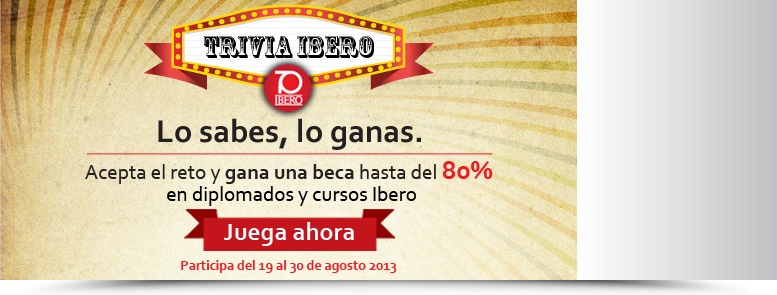 TRIVIA IBERO
70
IBERO
Lo sabes, lo ganas.
Acepta el reto y gana una beca hasta del 80%
en diplomados y cursos Ibero
Juega ahora
Participa del 19 al 30 de agosto 2013